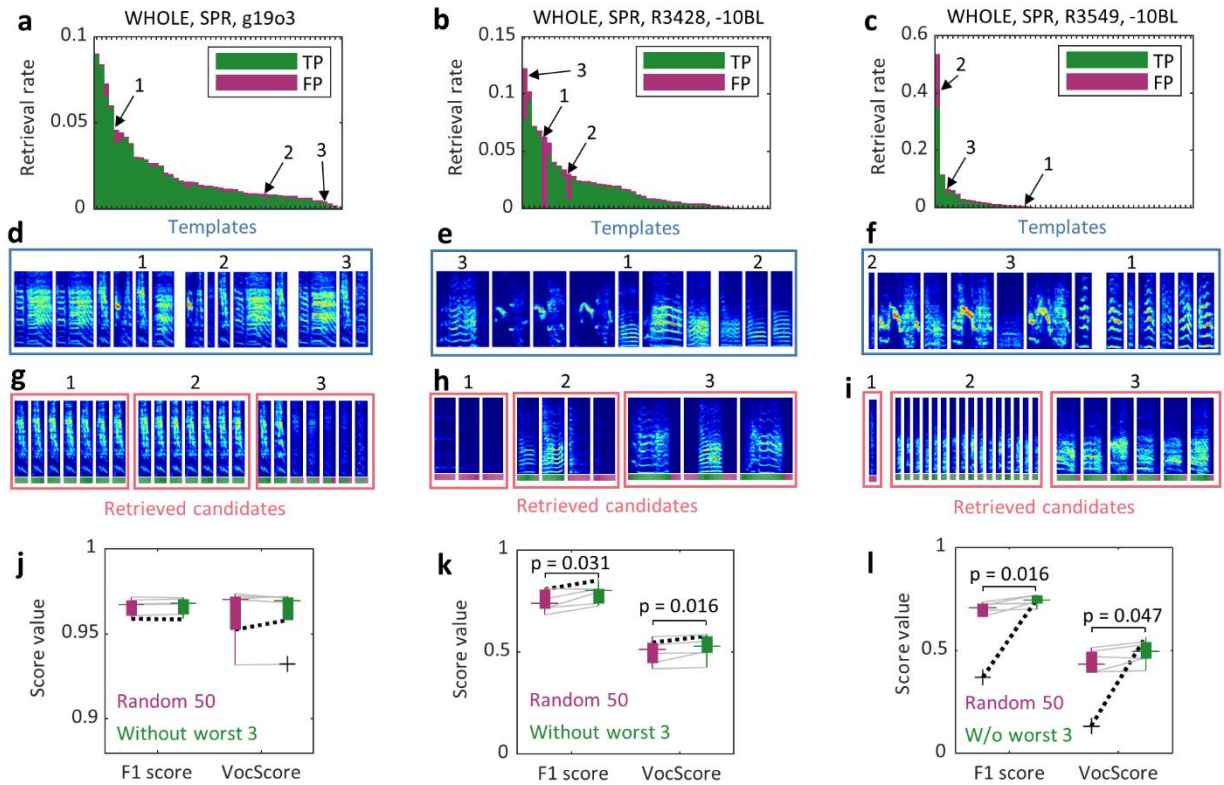 a
WHOLE, SPR, g19o3
0.1
0.05
0
Retrieval rate
TP
FP
1
2
3
b
WHOLE, SPR, R3428, -10BL
0.15
0.1
0.05
0
Retrieval rate
TP
FP
3
1
2
c
WHOLE, SPR, R3549, -10BL
0.6
0.4
0.2
0
Retrieval rate
TP
FP
2
3
1
Templates
Templates
Templates
d
1 2 3
e
3 1 2
f
2 3 1
g
1 2 3
h
1 2 3
i
1 2 3
Retrieved candidates
Retrieved candidates
Retrieved candidates
j
1
0.95
0.9
Score value
Random 50
Without worst 3
F1 score VocScore
k
1
0.5
0
Score value
p = 0.031
p = 0.016
Random 50
Without worst 3
F1 score VocScore
l
1
0.5
0
Score value
p = 0.016
p = 0.047
Random 50
W/o worst 3
F1 score VocScore